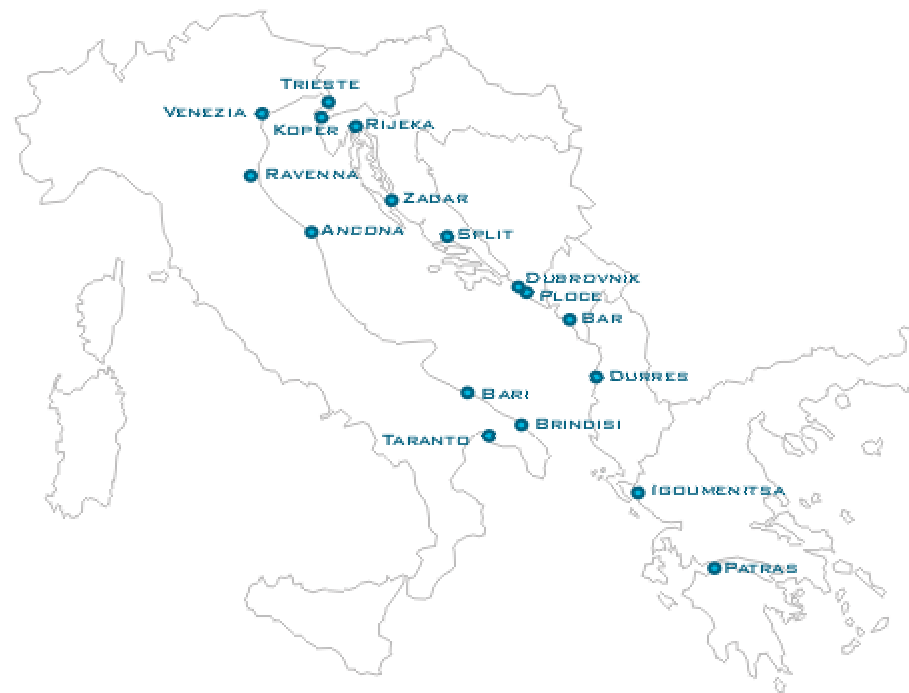 TRIESTE
VENEZIA
KOPER
RIJEKA
RAVENNA
ZADAR
ANCONA
SPLIT
DUBROVNIK
PLOCE
BAR
DURRES
BARI
BRINDISI
TARANTO
IGOUMENITSA
PATRAS